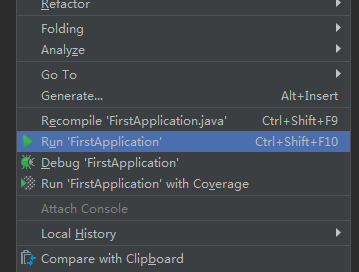 Refactor
Folding
Analyze
Go To
Generate... Alt+Insert
Recompile 'FirstApplication.java' Ctrl+Shift+F9
Run 'FirstApplication' Ctrl+Shift+F10
Debug 'FirstApplication'
Run 'FirstApplication' with Coverage
Attach Console
Local History
Compare with Clipboard